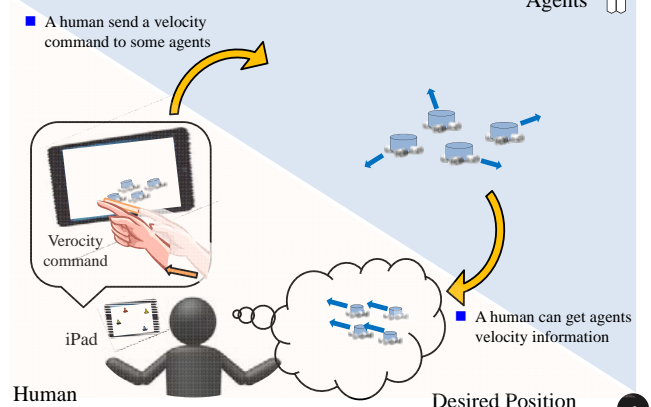 Agents
A human send a velocity
command to some agents
Verocity
command
iPad
A human can get agents
velocity information
Human
Desired Position